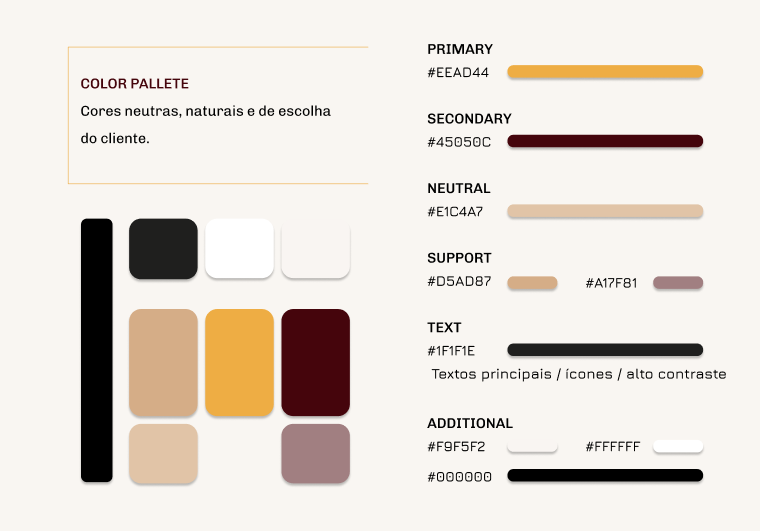 COLOR PALLETE
Cores neutras, naturais e de escolha
do cliente.
PRIMARY
#EEAD44
SECONDARY
#45050C
NEUTRAL
#E1C4A7
SUPPORT
#D5AD87 #A17F81
TEXT
#1F1F1E
Textos principais / ícones / alto contraste
ADDITIONAL
#F9F5F2 #FFFFFF
#000000